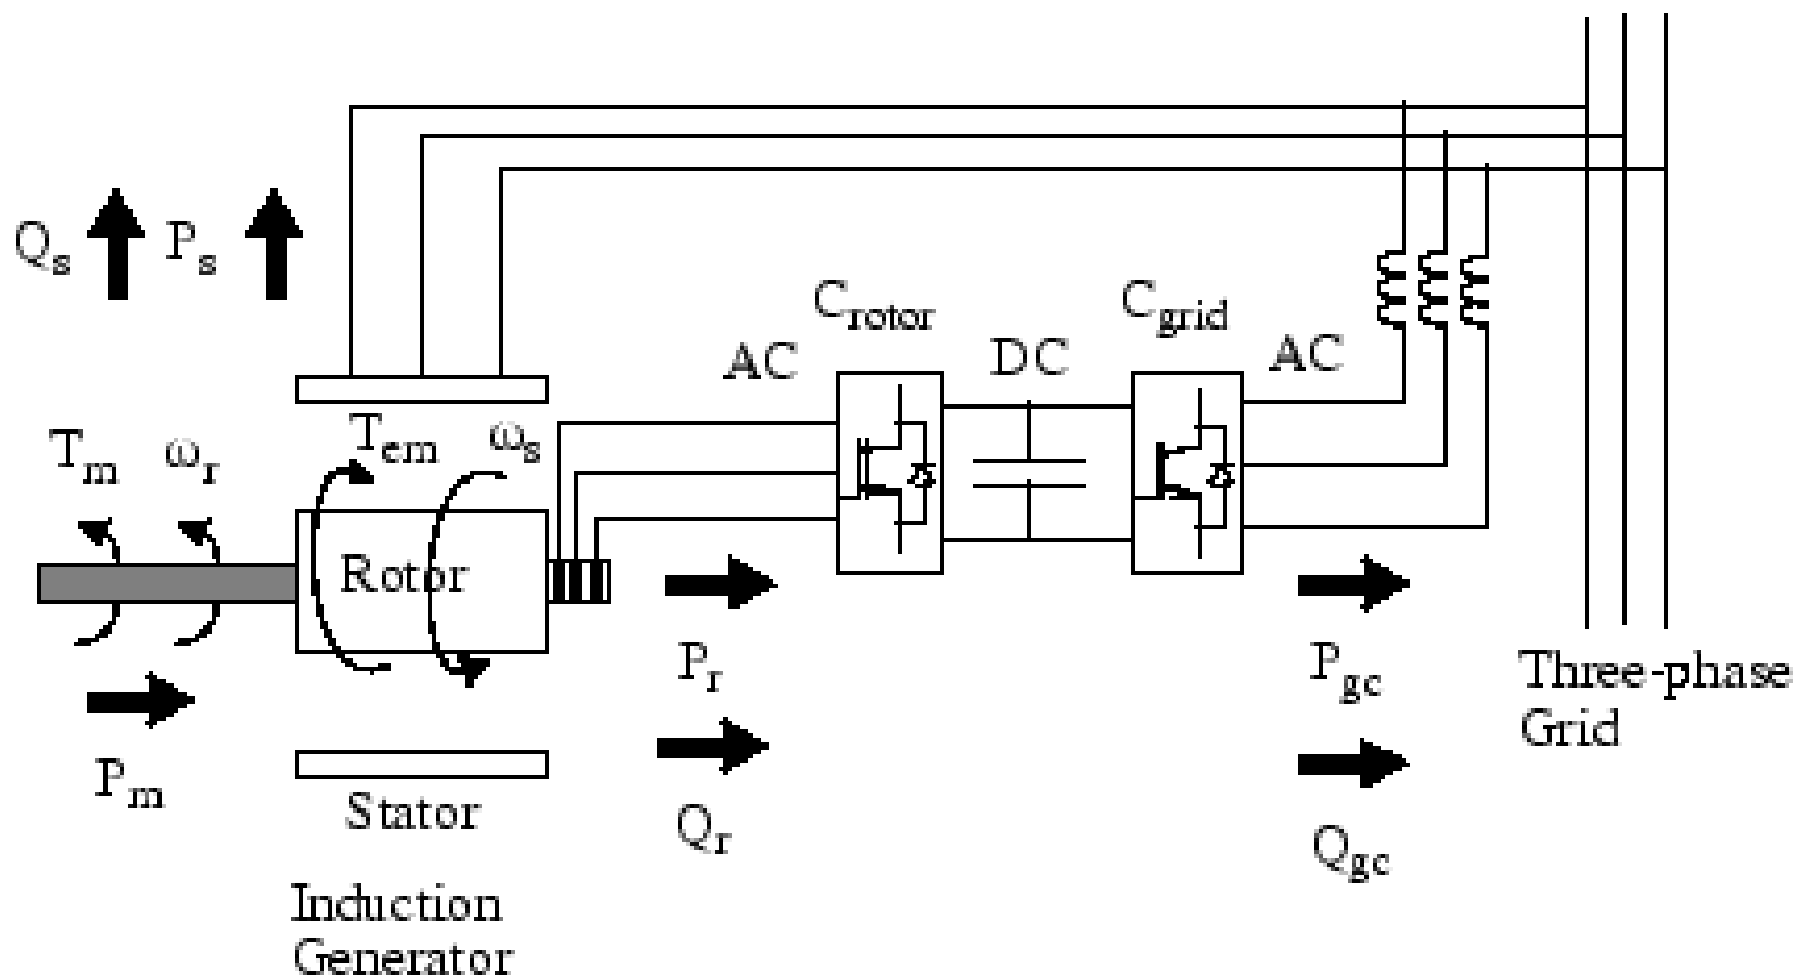 Qs
Ps
Crotor
Cgrid
AC
DC
AC
Tm
ωr
Tem
ωs
Rotor
Pm
Pr
Pgc
Three-phase
Grid
Stator
Qr
Qgc
Induction
Generator